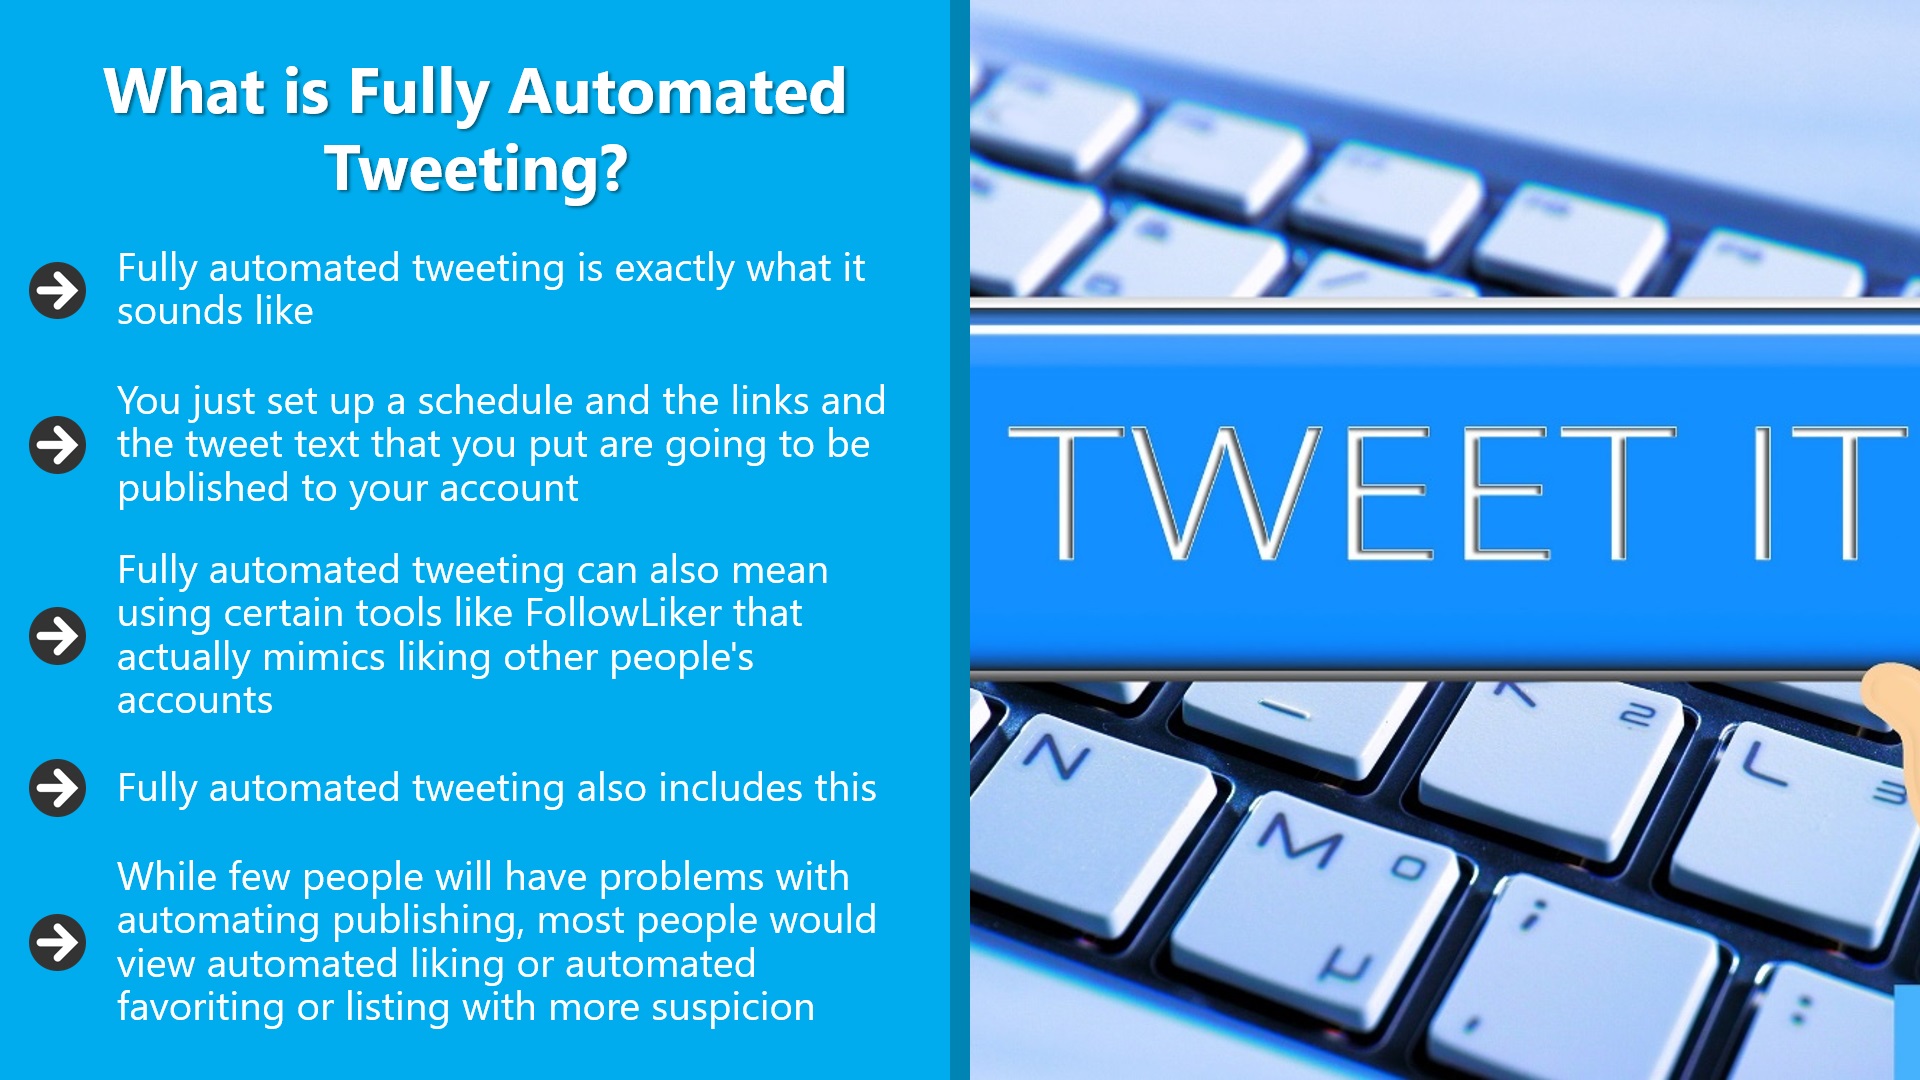 What is Fully Automated
Tweeting?
Fully automated tweeting is exactly what it
sounds like
You just set up a schedule and the links and
the tweet text that you put are going to be
published to your account
Fully automated tweeting can also mean
using certain tools like FollowLiker that
actually mimics liking other people's
accounts
Fully automated tweeting also includes this
While few people will have problems with
automating publishing, most people would
view automated liking or automated
favoriting or listing with more suspicion
TWEET IT
N
2
L
3
M
0
µ